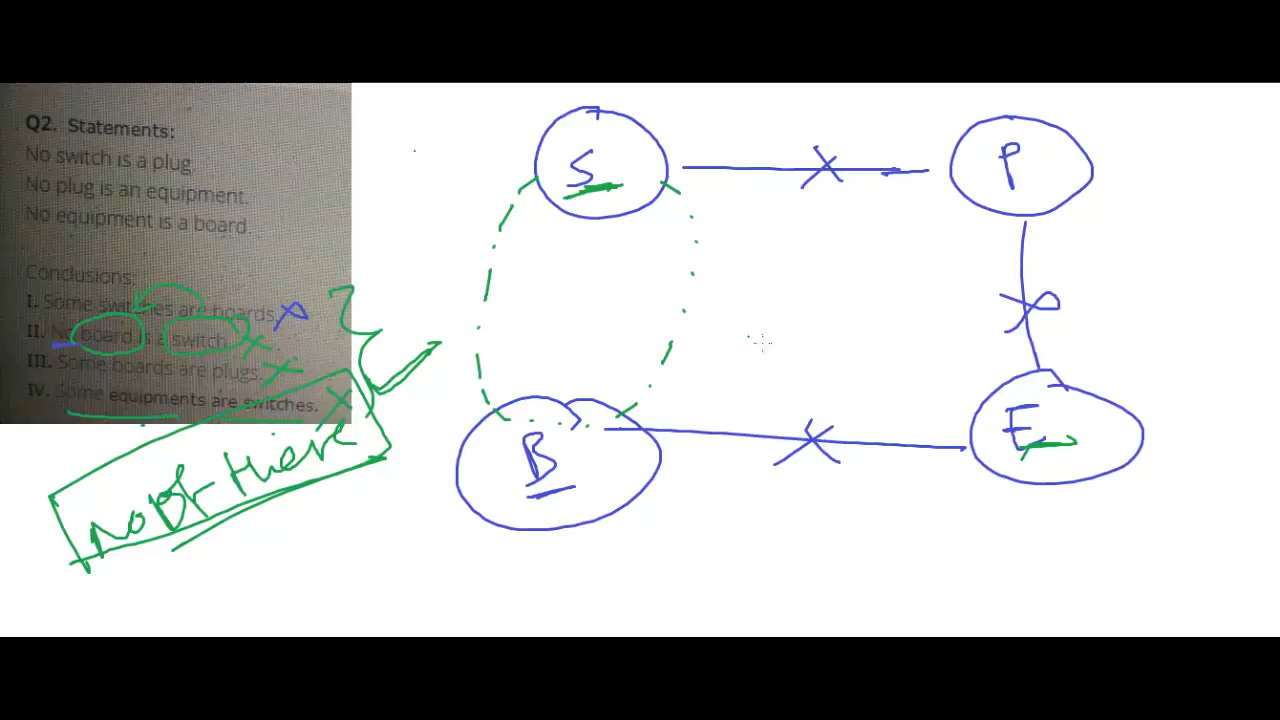 Q2. Statements:
No switch is a plug
No plug is an equipment.
No equipment is a board.
Conclusions:
I. Some switches are boards.
II. No board is a switch
III. Some boards are plugs.
IV. Some equipments are switches.
S
P
B
E
there